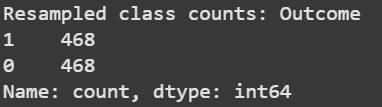 Resampled class counts: Outcome
1    468
0    468
Name: count, dtype: int64